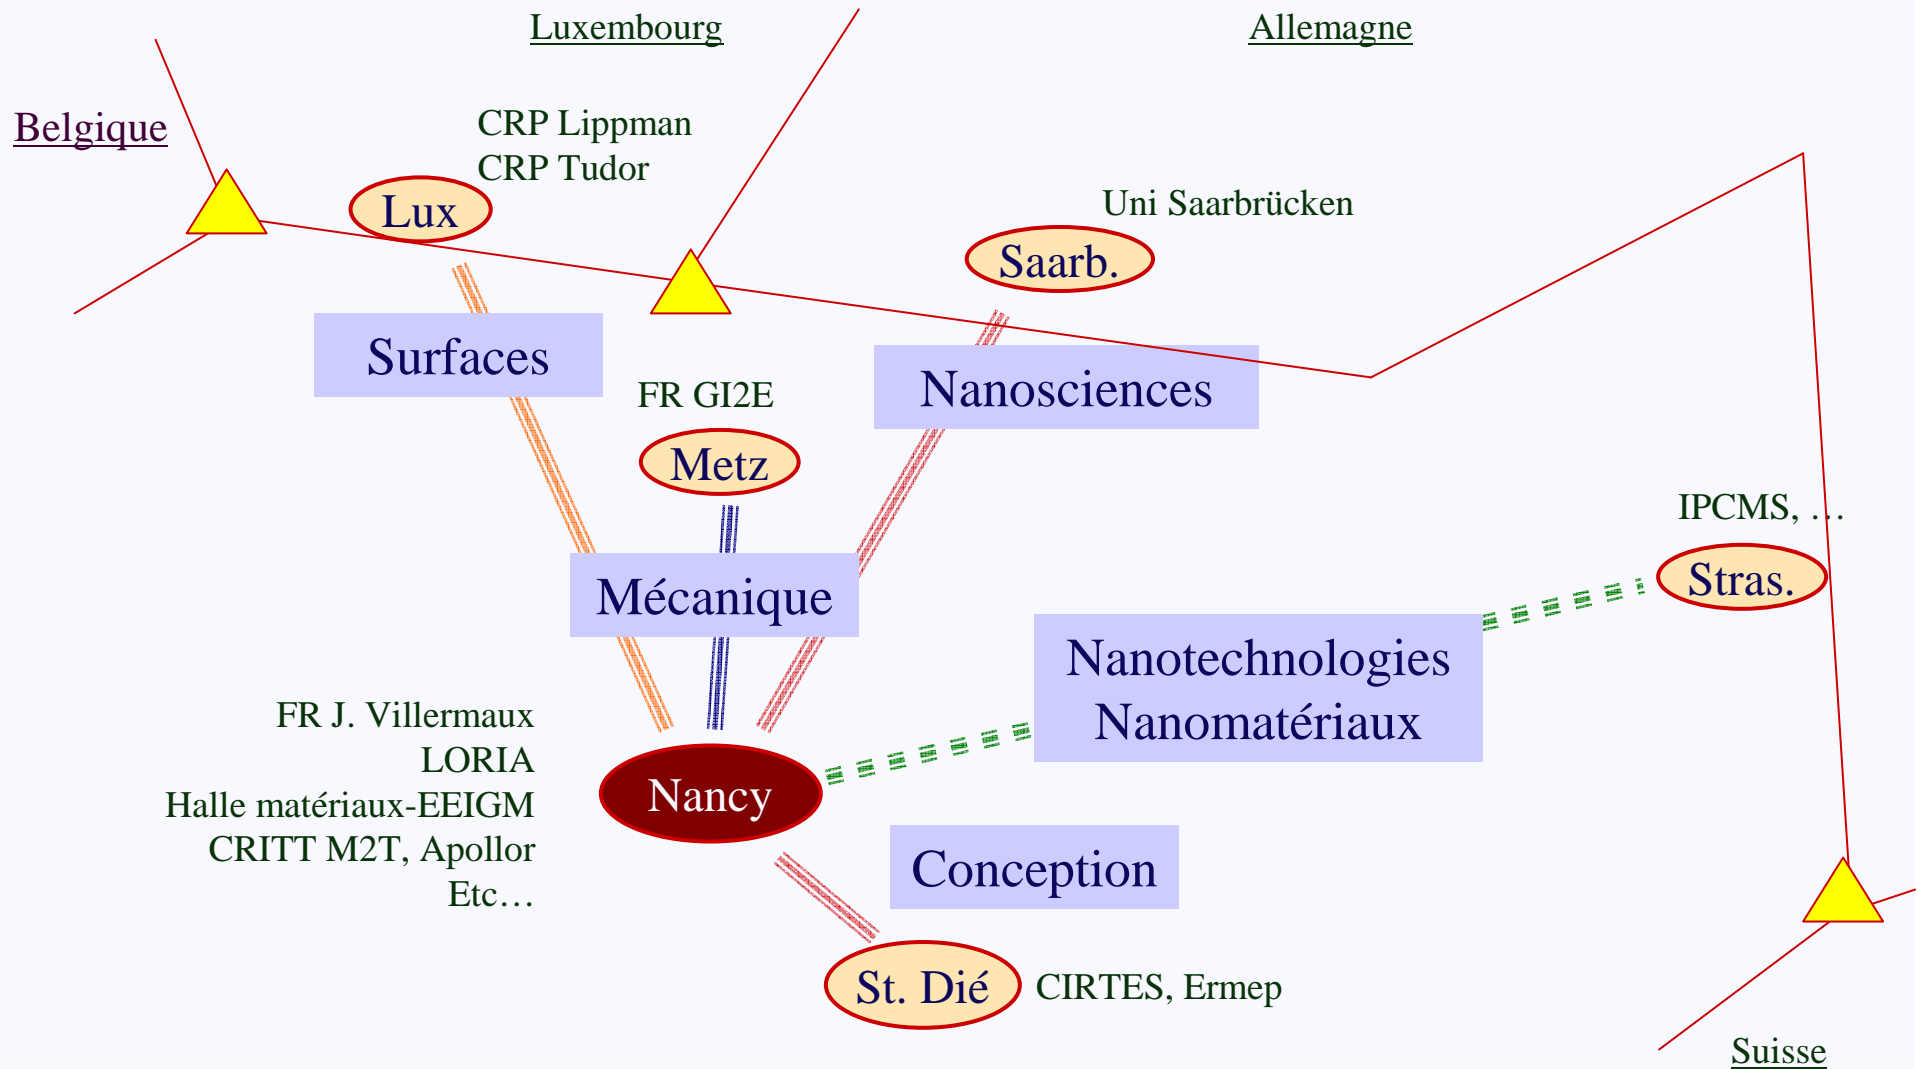 Luxembourg
Allemagne
Belgique
CRP Lippman
CRP Tudor
Lux
Uni Saarbrücken
Saarb.
Surfaces
Nanosciences
FR GI2E
Metz
IPCMS, …
Stras.
Mécanique
Nanotechnologies
Nanomatériaux
FR J. Villermaux
LORIA
Halle matériaux-EEIGM
CRITT M2T, Apollor
Etc…
Nancy
Conception
St. Dié
CIRTES, Ermep
Suisse